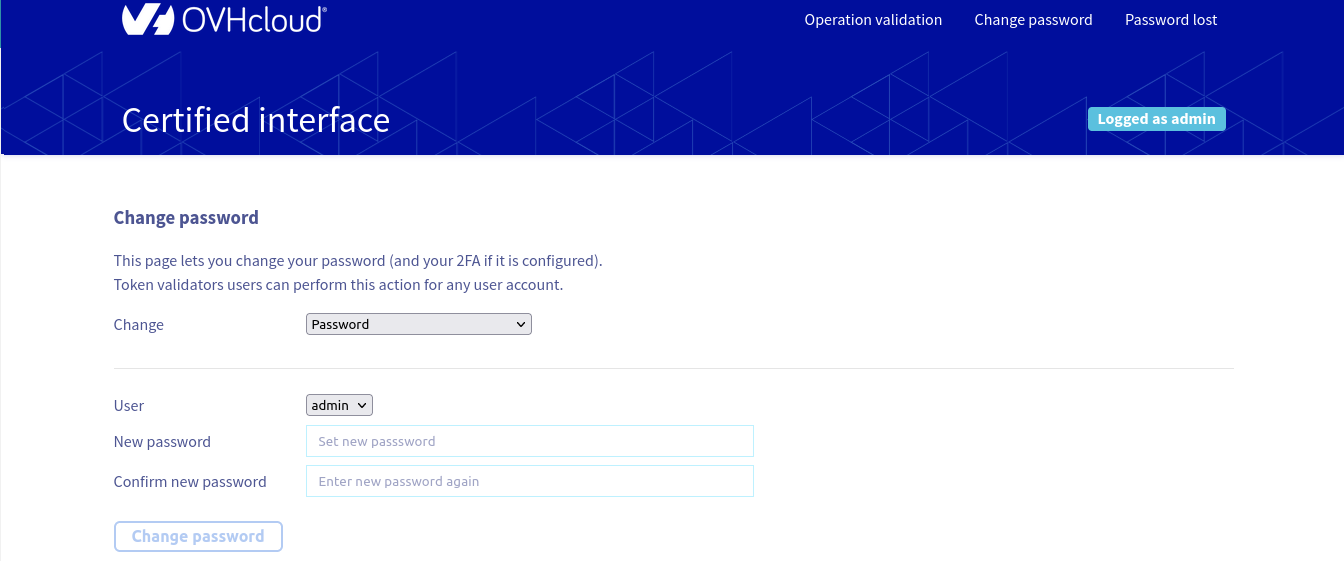 OVHcloud®
Operation validation Change password Password lost
Certified interface
Logged as admin
Change password
This page lets you change your password (and your 2FA if it is configured).
Token validators users can perform this action for any user account.
Change Password
User admin
New password Set new passsword
Confirm new password Enter new password again
Change password